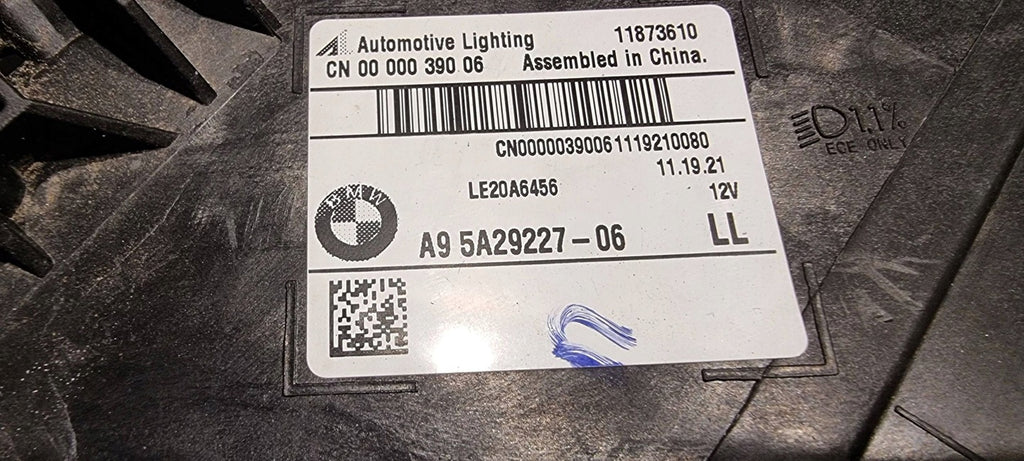 Automotive Lighting 11873610
CN 00 000 390 06 Assembled in China.
CN00000390061119210080
11.19.21
LE20A6456 12V
BMW
A9 5A29227-06 LL
1.1%
ECE ONLY